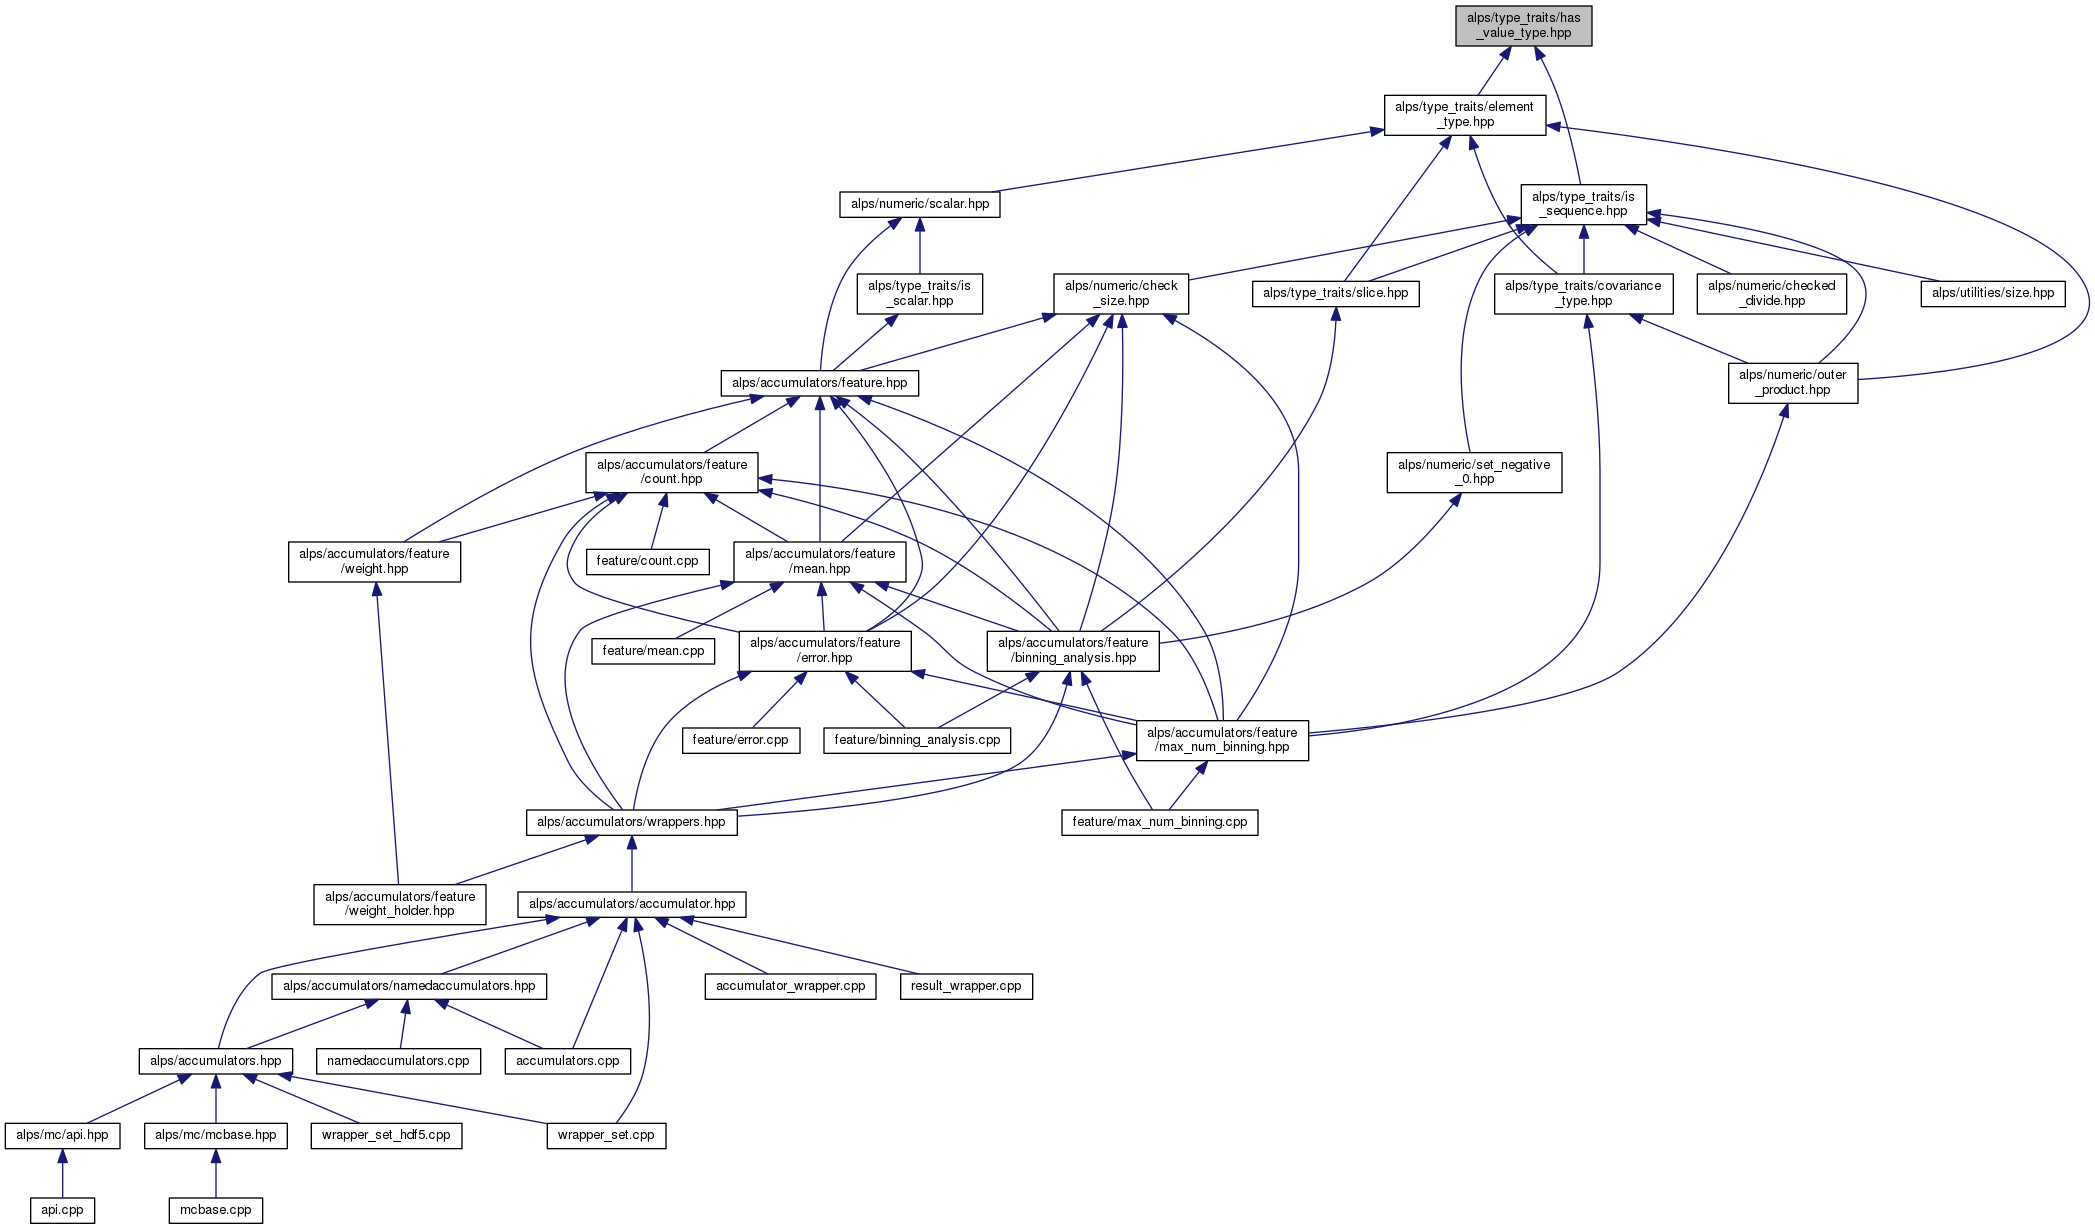 alps/type_traits/has
_value_type.hpp
alps/type_traits/element
_type.hpp
alps/numeric/scalar.hpp
alps/type_traits/is
_sequence.hpp
alps/type_traits/is
_scalar.hpp
alps/numeric/check
_size.hpp
alps/type_traits/slice.hpp
alps/type_traits/covariance
_type.hpp
alps/numeric/checked
_divide.hpp
alps/utilities/size.hpp
alps/accumulators/feature.hpp
alps/numeric/outer
_product.hpp
alps/accumulators/feature
/count.hpp
alps/numeric/set_negative
_0.hpp
alps/accumulators/feature
/weight.hpp
feature/count.cpp
alps/accumulators/feature
/mean.hpp
feature/mean.cpp
alps/accumulators/feature
/error.hpp
alps/accumulators/feature
/binning_analysis.hpp
feature/error.cpp
feature/binning_analysis.cpp
alps/accumulators/feature
/max_num_binning.hpp
alps/accumulators/wrappers.hpp
feature/max_num_binning.cpp
alps/accumulators/feature
/weight_holder.hpp
alps/accumulators/accumulator.hpp
alps/accumulators/namedaccumulators.hpp
accumulator_wrapper.cpp
result_wrapper.cpp
alps/accumulators.hpp
namedaccumulators.cpp
accumulators.cpp
alps/mc/api.hpp
alps/mc/mcbase.hpp
wrapper_set_hdf5.cpp
wrapper_set.cpp
api.cpp
mcbase.cpp